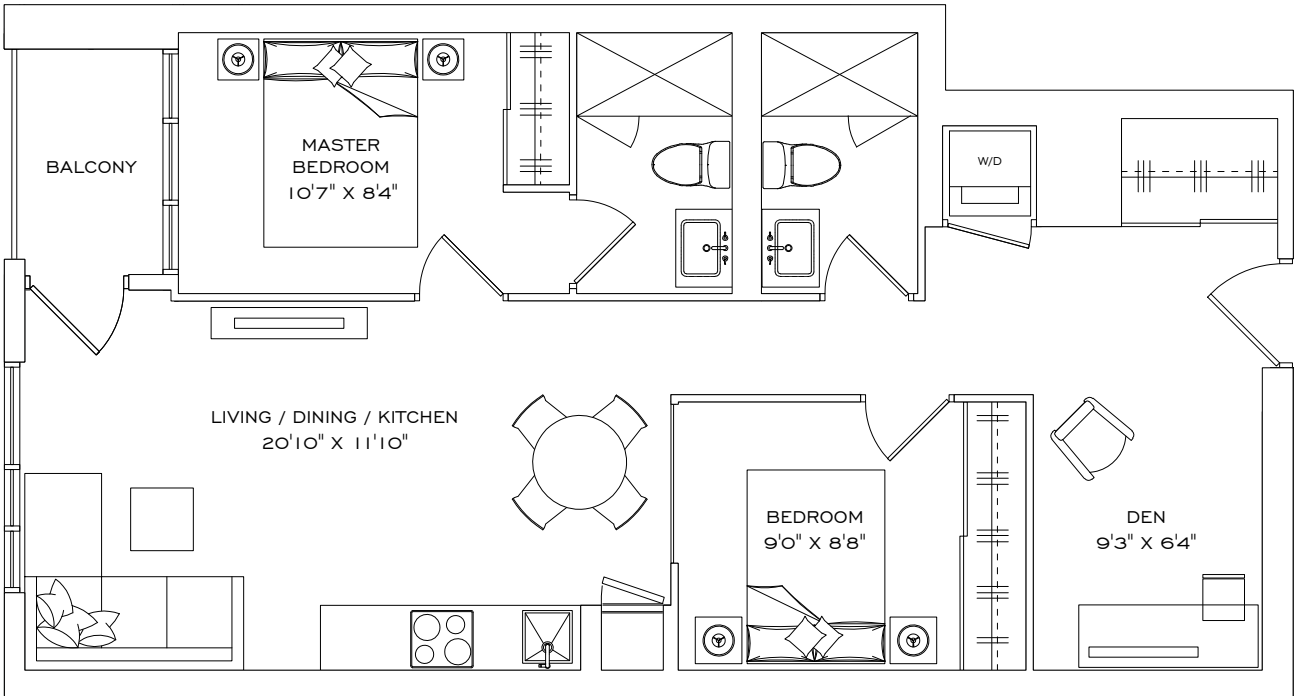 BALCONY
MASTER
BEDROOM
10'7" X 8'4"
W/D
LIVING / DINING / KITCHEN
20'10" X 11'10"
BEDROOM
9'0" X 8'8"
DEN
9'3" X 6'4"